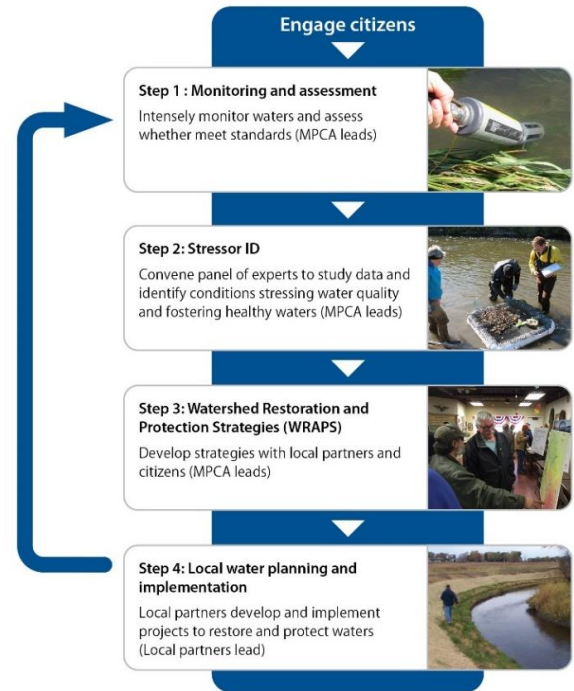 Engage citizens
Step 1 : Monitoring and assessment
Intensely monitor waters and assess
whether meet standards (MPCA leads)
Step 2: Stressor ID
Convene panel of experts to study data and
identify conditions stressing water quality
and fostering healthy waters (MPCA leads)
Step 3: Watershed Restoration and
Protection Strategies (WRAPS)
Develop strategies with local partners and
citizens (MPCA leads)
Step 4: Local water planning and
implementation
Local partners develop and implement
projects to restore and protect waters
(Local partners lead)